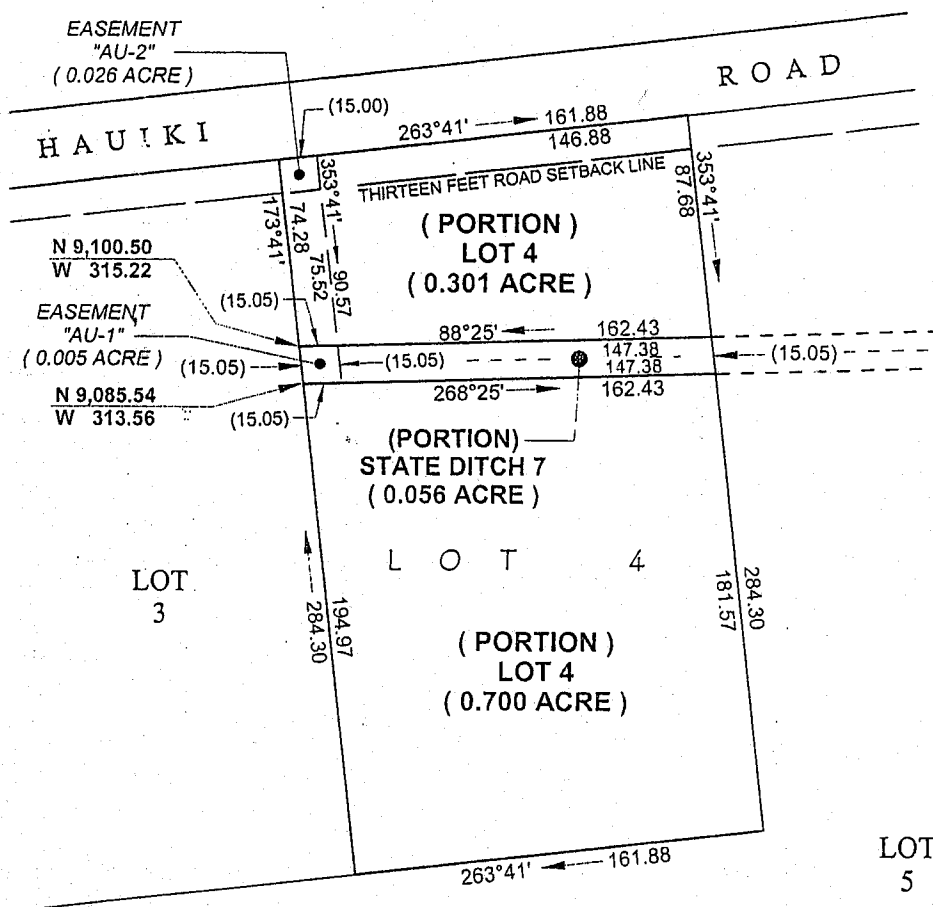 EASEMENT
"AU-2"
( 0.026 ACRE )
ROAD
HAUIKI
(15.00)
263°41' 161.88
146.88
THIRTEEN FEET ROAD SETBACK LINE
353°41'
90.57
173°41'
74.28
75.52
353°41'
87.68
( PORTION )
LOT 4
( 0.301 ACRE )
N 9,100.50
W 315.22
(15.05)
EASEMENT
"AU-1"
( 0.005 ACRE )
(15.05)
88°25' 162.43
147.38
(15.05)
(15.05)
147.38
268°25' 162.43
N 9,085.54
W 313.56
(15.05)
(PORTION)
STATE DITCH 7
( 0.056 ACRE )
LOT 4
LOT
3
194.97
284.30
284.30
181.57
( PORTION )
LOT 4
( 0.700 ACRE )
263°41' 161.88
LOT
5